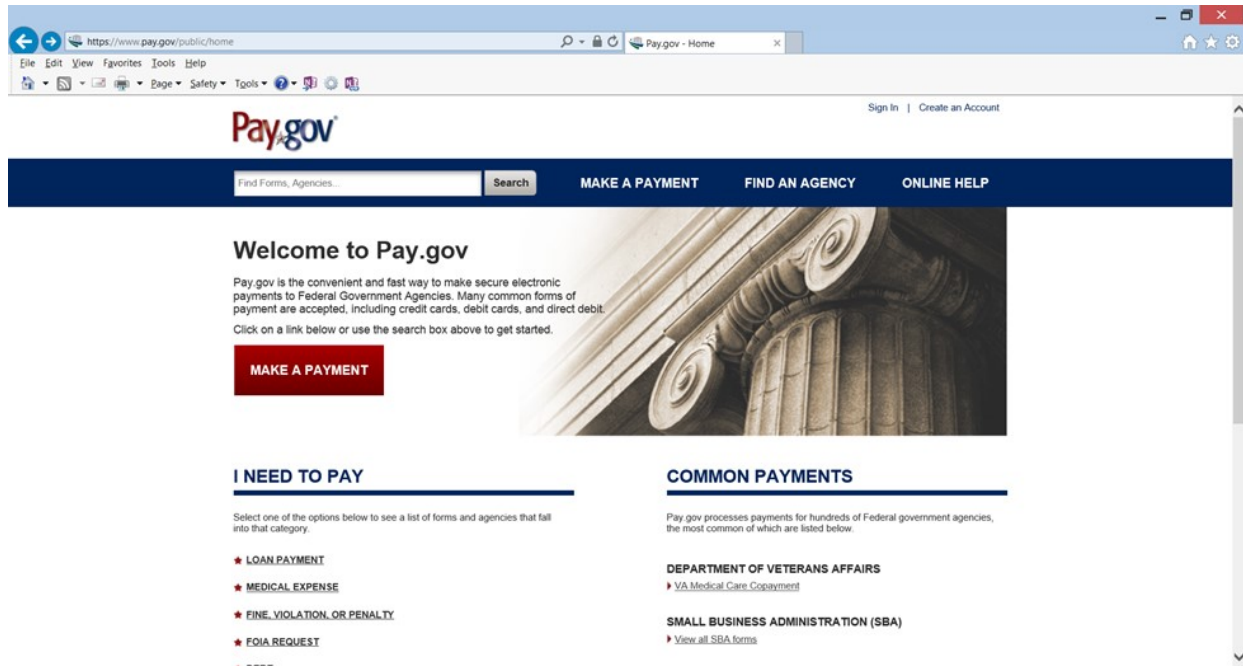 https://www.pay.gov/public/home
Pay.gov - Home
File Edit View Favorites Tools Help
Page Safety Tools
Sign In | Create an Account
Pay.gov
Find Forms, Agencies...
Search
MAKE A PAYMENT
FIND AN AGENCY
ONLINE HELP
Welcome to Pay.gov
Pay.gov is the convenient and fast way to make secure electronic
payments to Federal Government Agencies. Many common forms of
payment are accepted, including credit cards, debit cards, and direct debit.
Click on a link below or use the search box above to get started.
MAKE A PAYMENT
I NEED TO PAY
Select one of the options below to see a list of forms and agencies that fall
into that category.
LOAN PAYMENT
MEDICAL EXPENSE
FINE, VIOLATION, OR PENALTY
FOIA REQUEST
COMMON PAYMENTS
Pay.gov processes payments for hundreds of Federal government agencies,
the most common of which are listed below.
DEPARTMENT OF VETERANS AFFAIRS
VA Medical Care Copayment
SMALL BUSINESS ADMINISTRATION (SBA)
View all SBA forms